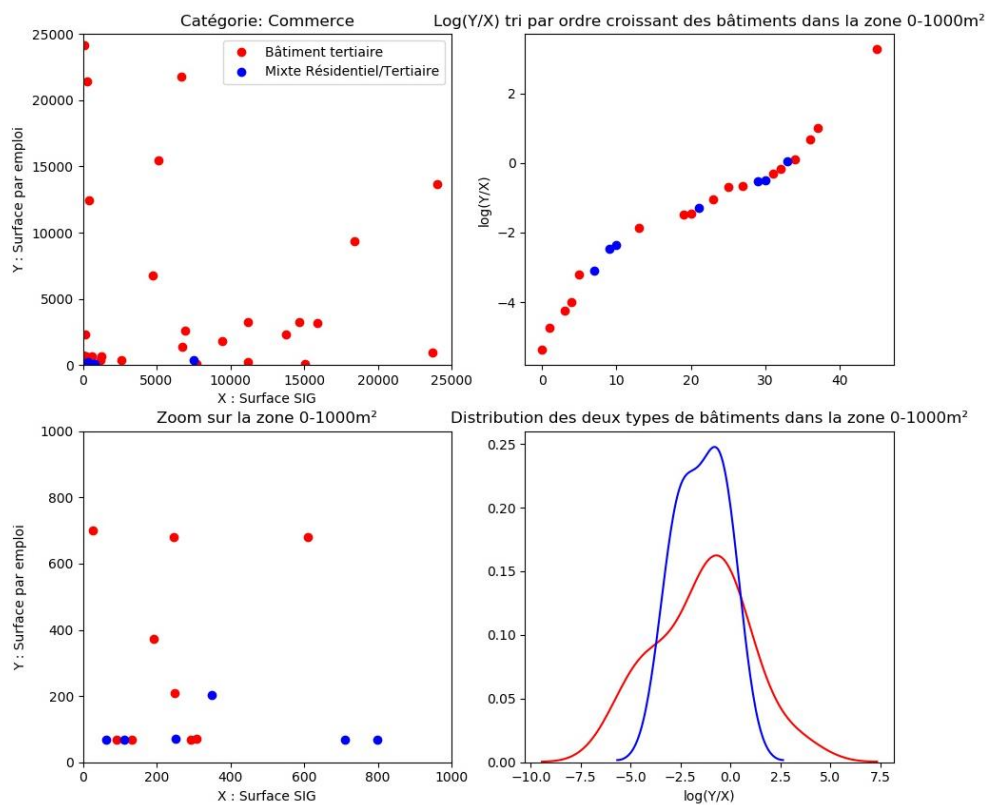 Catégorie: Commerce
25000
20000
15000
10000
5000
0
Y : Surface par emploi
Bâtiment tertiaire
Mixte Résidentiel/Tertiaire
0 5000 10000 15000 20000 25000
X : Surface SIG
Log(Y/X) tri par ordre croissant des bâtiments dans la zone 0-1000m²
2
0
−2
−4
log(Y/X)
0 10 20 30 40
Zoom sur la zone 0-1000m²
1000
800
600
400
200
0
Y : Surface par emploi
0 200 400 600 800 1000
X : Surface SIG
Distribution des deux types de bâtiments dans la zone 0-1000m²
0.25
0.20
0.15
0.10
0.05
0.00
−10.0 −7.5 −5.0 −2.5 0.0 2.5 5.0 7.5
log(Y/X)